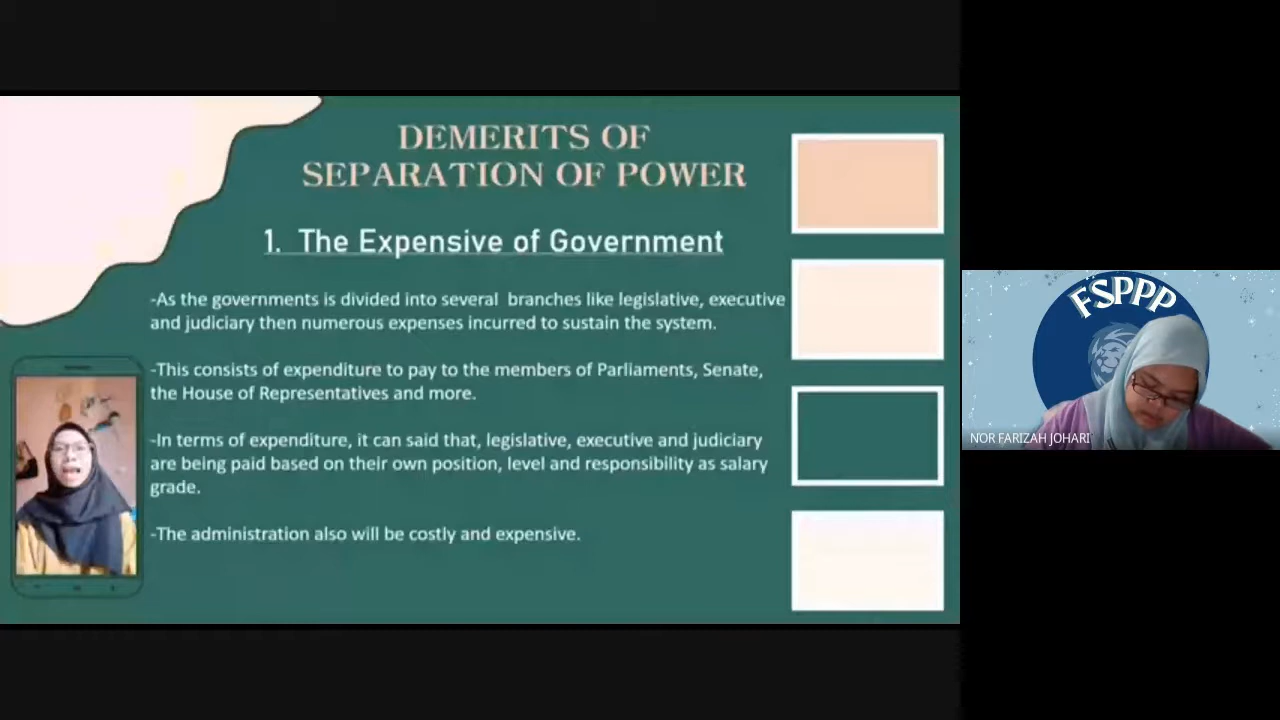 DEMERITS OF
SEPARATION OF POWER
1. The Expensive of Government
-As the governments is divided into several branches like legislative, executive
and judiciary then numerous expenses incurred to sustain the system.
-This consists of expenditure to pay to the members of Parliaments, Senate,
the House of Representatives and more.
-In terms of expenditure, it can said that, legislative, executive and judiciary
are being paid based on their own position, level and responsibility as salary
grade.
-The administration also will be costly and expensive.
FSPPP
NOR FARIZAH JOHARI